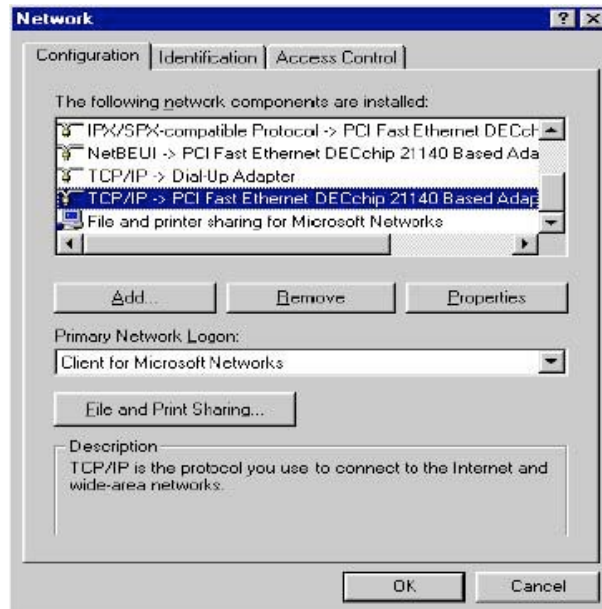 Network
Configuration Identification Access Control
The following network components are installed:
IPX/SPX-compatible Protocol -> PCI Fast Ethernet DECch
NetBEUI -> PCI Fast Ethernet DECchip 21140 Based Ada
TCP/IP -> Dial-Up Adapter
TCP/IP -> PCI Fast Ethernet DECchip 21140 Based Adap
File and printer sharing for Microsoft Networks
Add... Remove Properties
Primary Network Logon:
Client for Microsoft Networks
File and Print Sharing...
Description
TCP/IP is the protocol you use to connect to the Internet and
wide-area networks.
OK Cancel